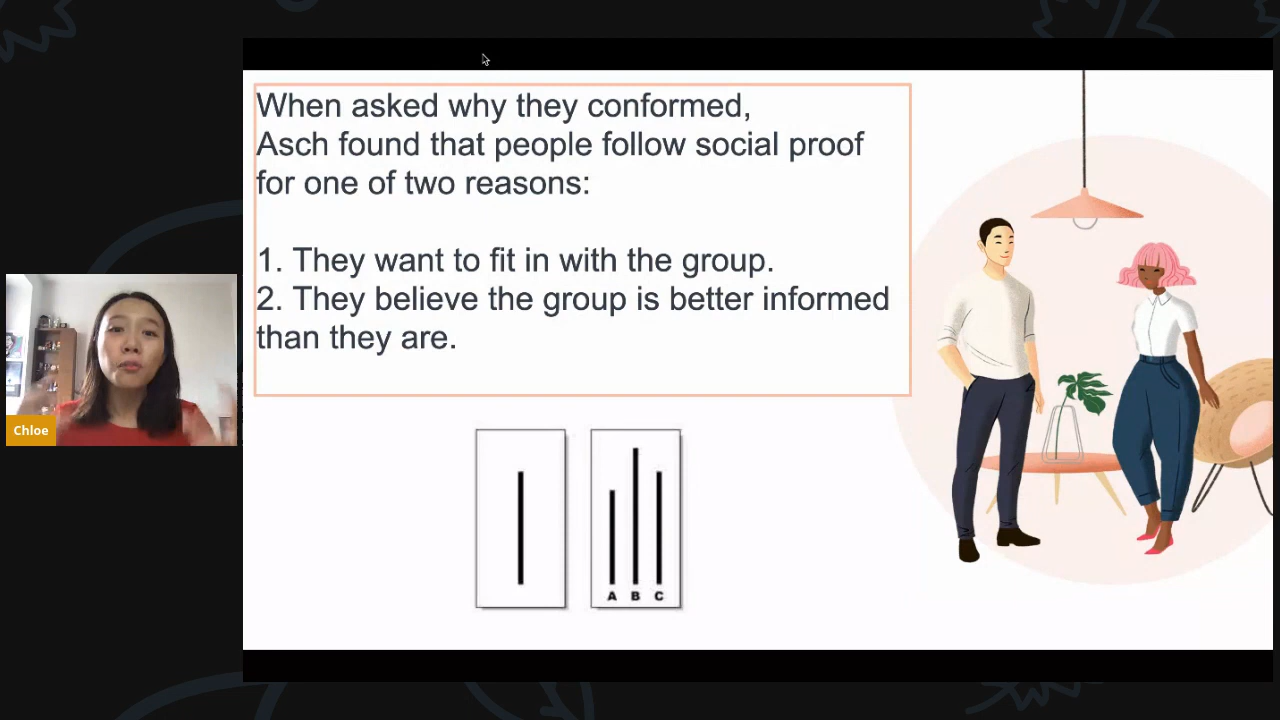 When asked why they conformed,
Asch found that people follow social proof
for one of two reasons:
1. They want to fit in with the group.
2. They believe the group is better informed
than they are.
Chloe
A B C